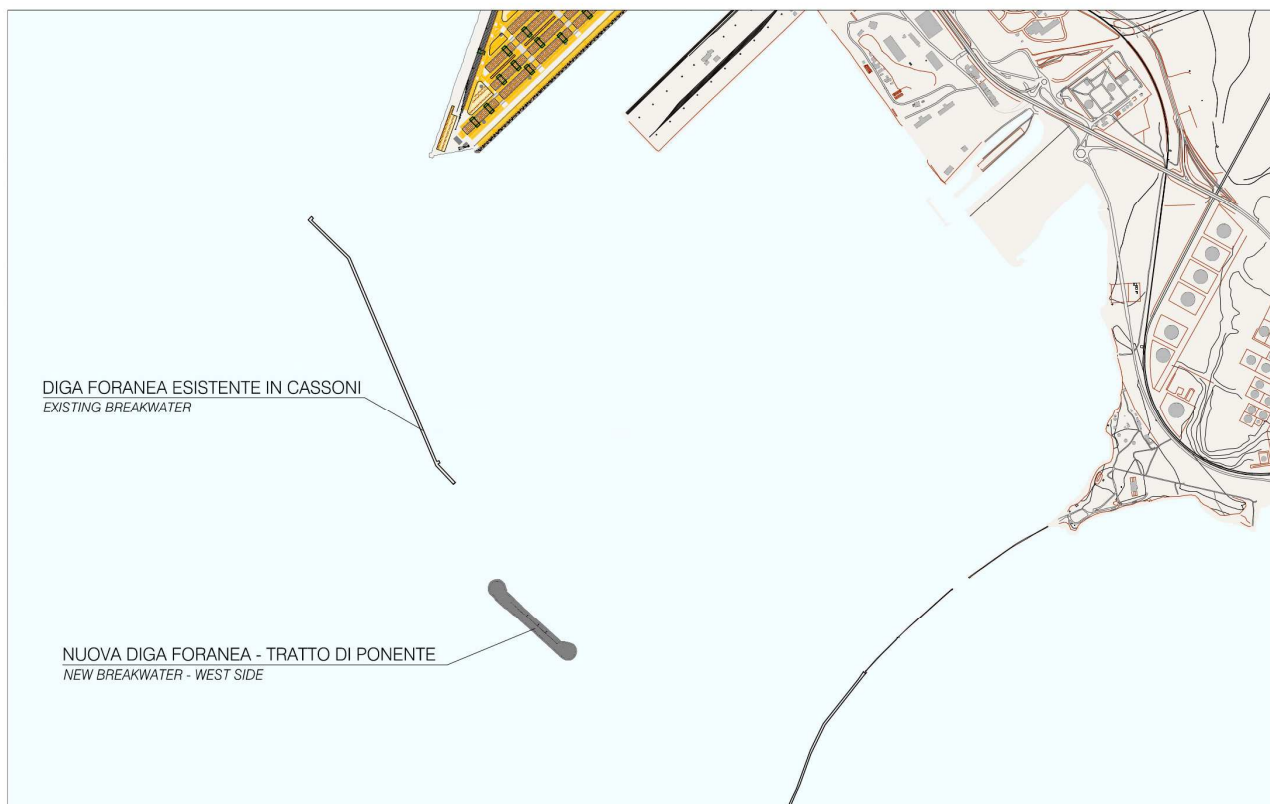 DIGA FORANEA ESISTENTE IN CASSONI
EXISTING BREAKWATER
NUOVA DIGA FORANEA - TRATTO DI PONENTE
NEW BREAKWATER - WEST SIDE